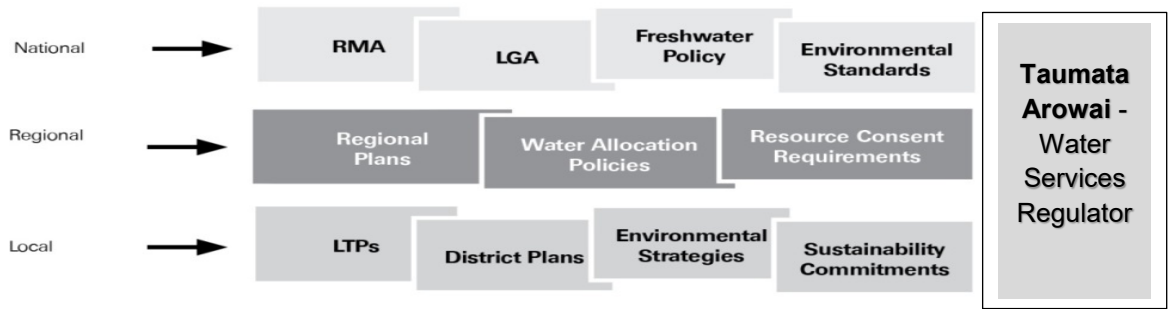 National
RMA
LGA
Freshwater
Policy
Environmental
Standards
Regional
Regional
Plans
Water Allocation
Policies
Resource Consent
Requirements
Local
LTPs
District Plans
Environmental
Strategies
Sustainability
Commitments
Taumata
Arowai -
Water
Services
Regulator